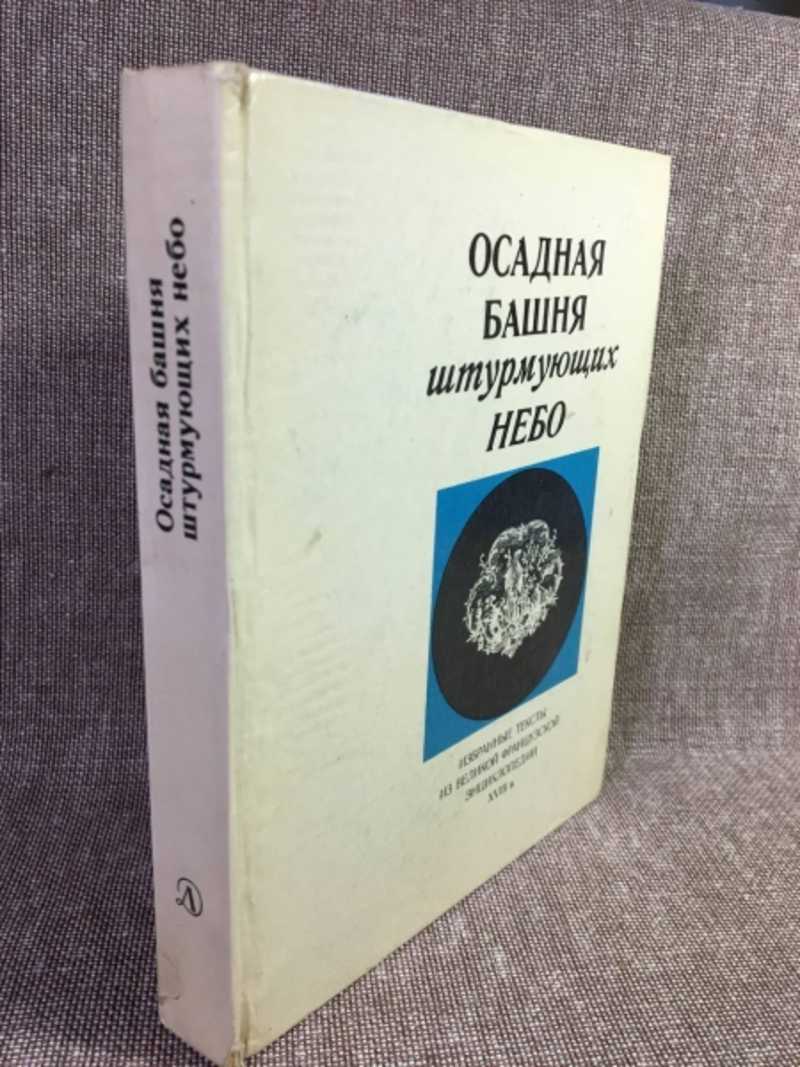 Осадная башня
штурмующих небо
ОСАДНАЯ
БАШНЯ
штурмующих
НЕБО
ИЗБРАННЫЕ ТЕКСТЫ
ИЗ ВЕЛИКОЙ ФРАНЦУЗСКОЙ
ЭНЦИКЛОПЕДИИ
XVIII в